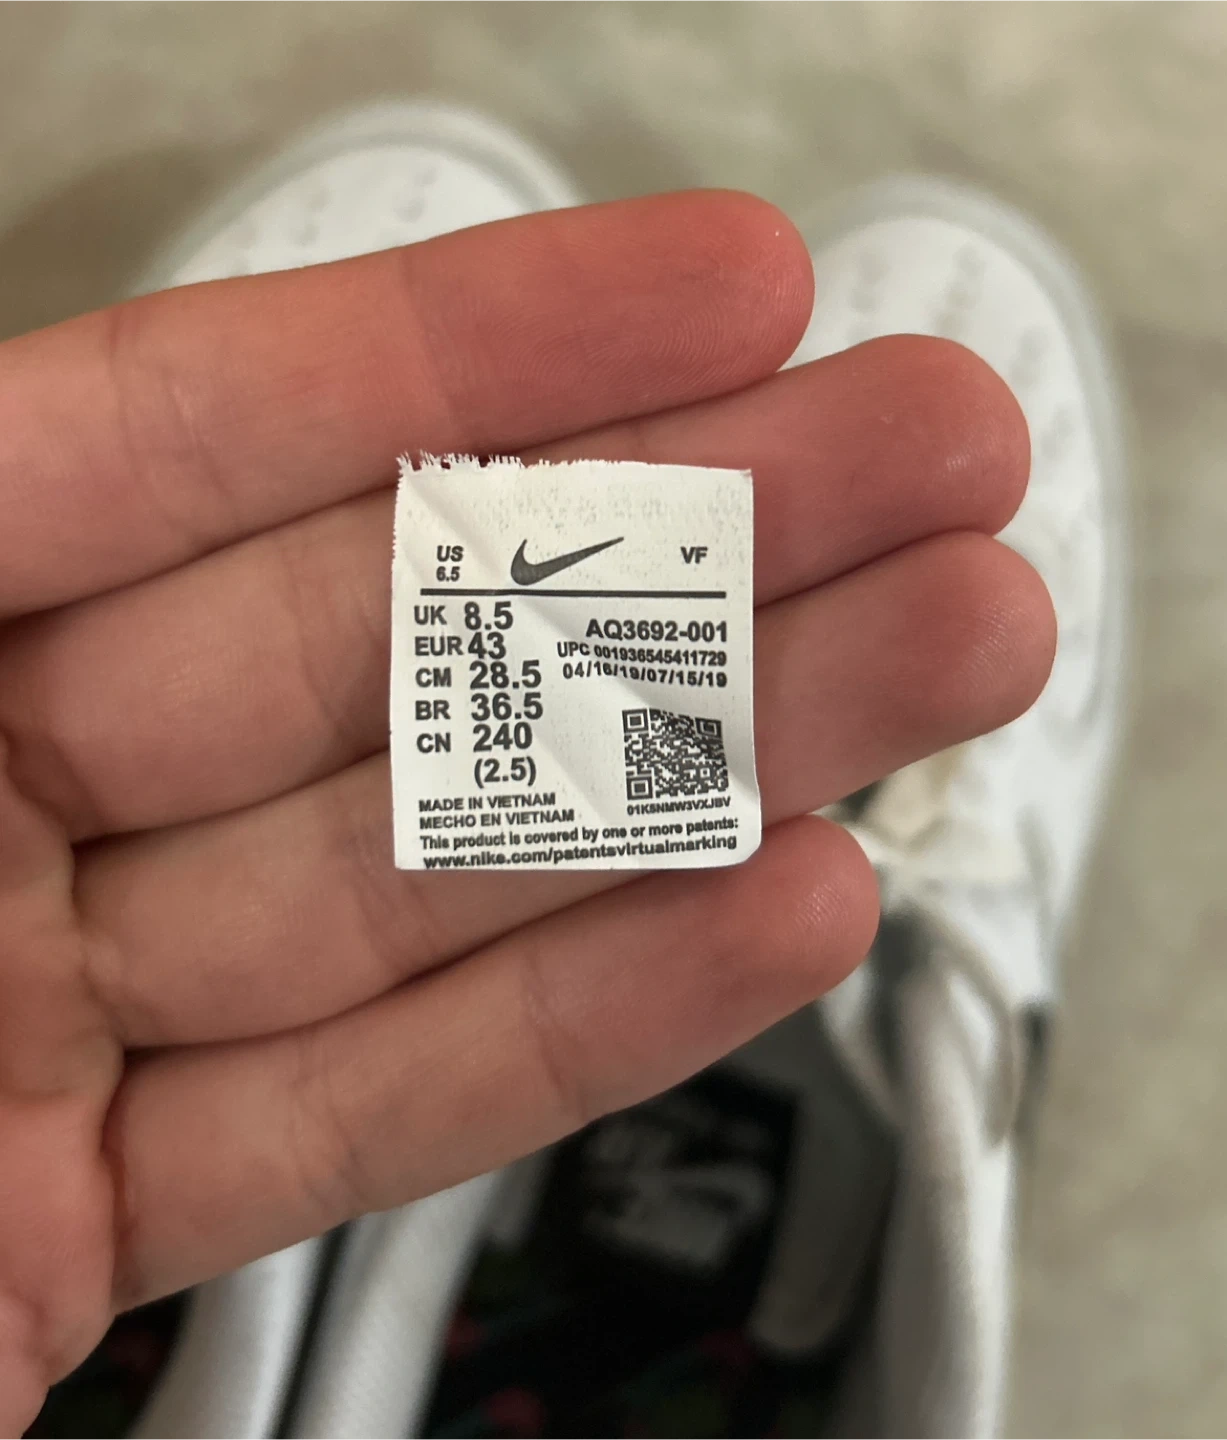 US
6.5
VF
UK 8.5
EUR 43
CM 28.5
BR 36.5
CN 240
(2.5)
AQ3692-001
UPC 001936545411729
04/16/19/07/15/19
01K5NMW3VXJBV
MADE IN VIETNAM
MECHO EN VIETNAM
This product is covered by one or more patents:
www.nike.com/patentsvirtualmarking